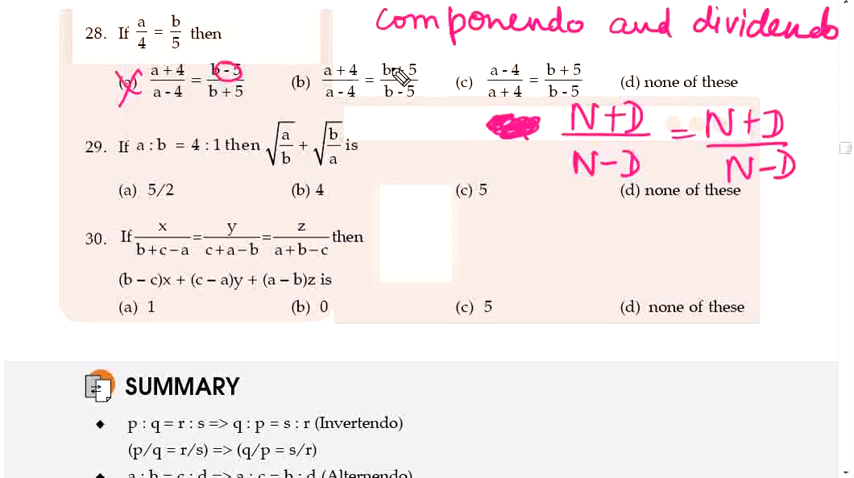 componendo and dividendo
28. If a/4 = b/5 then
(a) (a + 4)/(a - 4) = (b - 5)/(b + 5) (b) (a + 4)/(a - 4) = (b + 5)/(b - 5) (c) (a - 4)/(a + 4) = (b + 5)/(b - 5) (d) none of these
N+D/N-D = N+D/N-D
29. If a : b = 4 : 1 then √(a/b) + √(b/a) is
(a) 5/2 (b) 4 (c) 5 (d) none of these
30. If x/(b+c−a) = y/(c+a−b) = z/(a+b−c) then
(b – c)x + (c – a)y + (a – b)z is
(a) 1 (b) 0 (c) 5 (d) none of these
SUMMARY
◆ p : q = r : s => q : p = s : r (Invertendo)
(p/q = r/s) => (q/p = s/r)
◆ a : b = c : d => a : c = b : d (Alternendo)